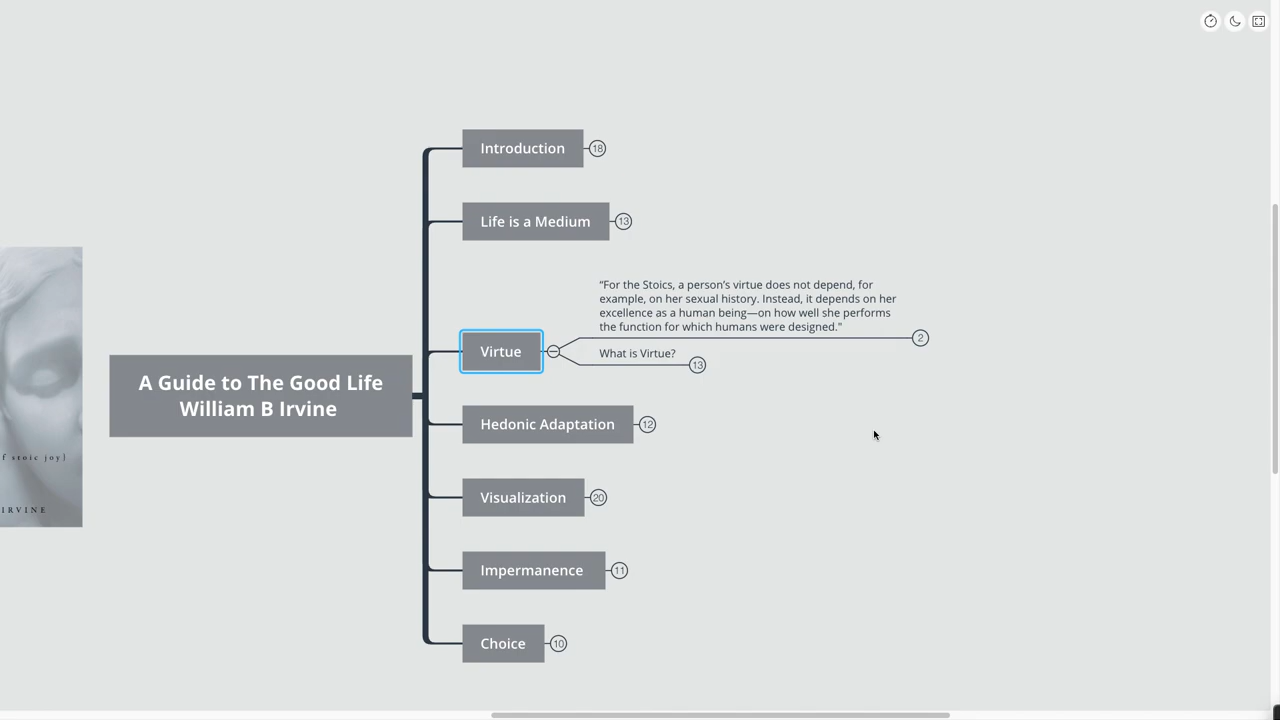 Introduction
18
Life is a Medium
13
“For the Stoics, a person’s virtue does not depend, for
example, on her sexual history. Instead, it depends on her
excellence as a human being—on how well she performs
the function for which humans were designed."
2
Virtue
What is Virtue?
13
A Guide to The Good Life
William B Irvine
Hedonic Adaptation
12
f stoic joy]
Visualization
20
IRVINE
Impermanence
11
Choice
10